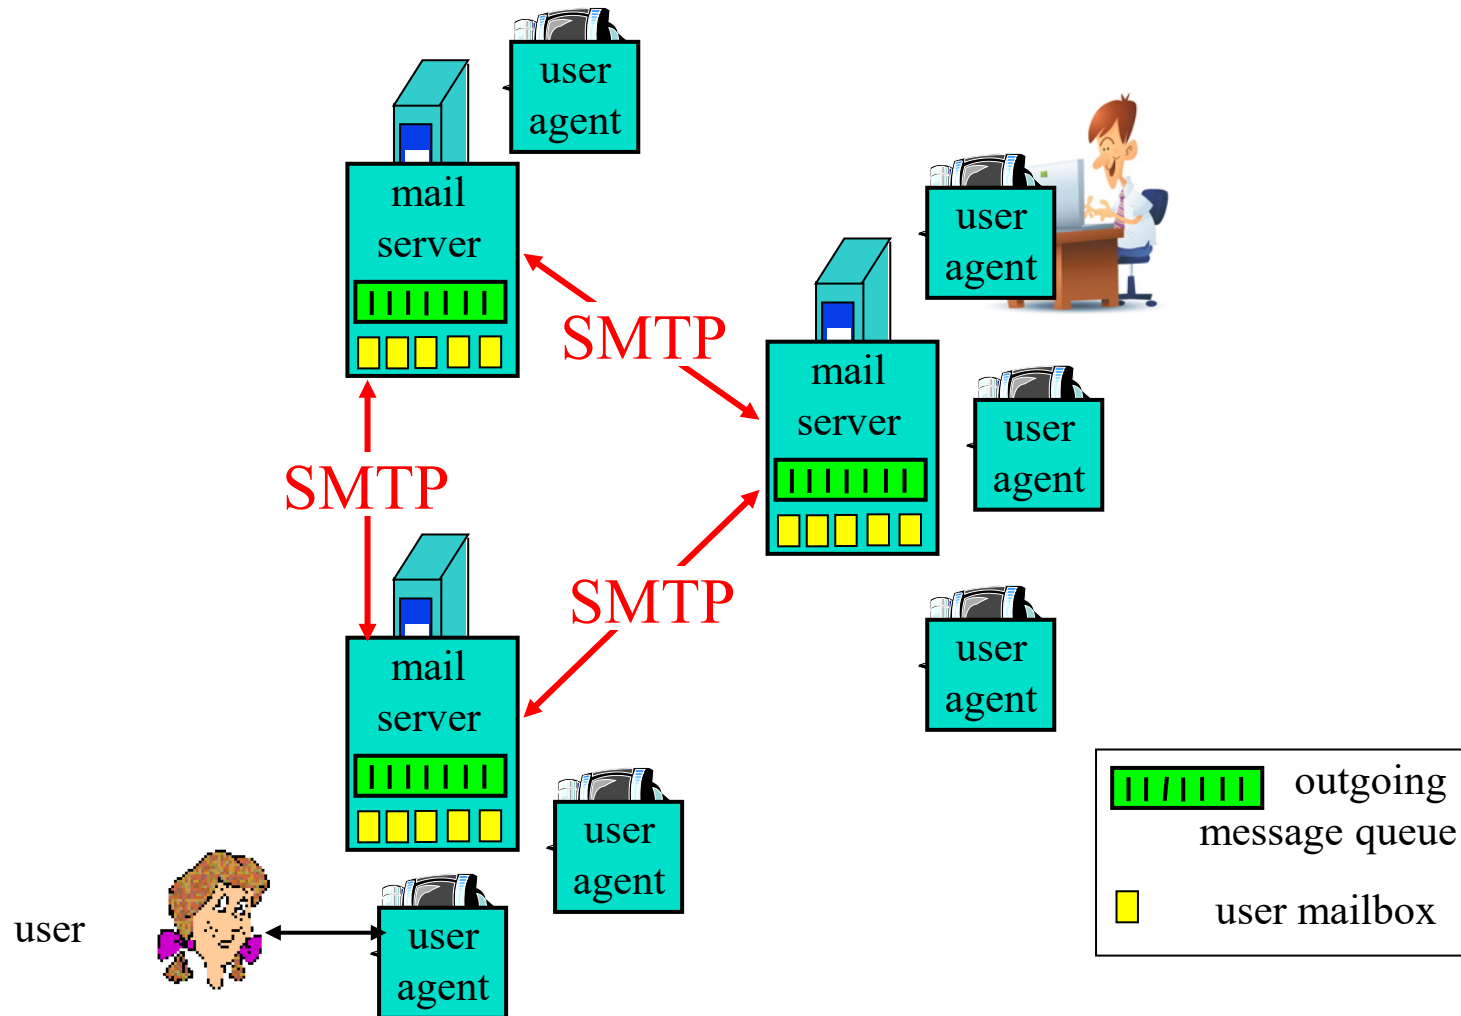 user
agent
mail
server
user
agent
SMTP
mail
server
user
agent
SMTP
SMTP
user
agent
mail
server
outgoing
message queue
user
agent
user mailbox
user
user
agent